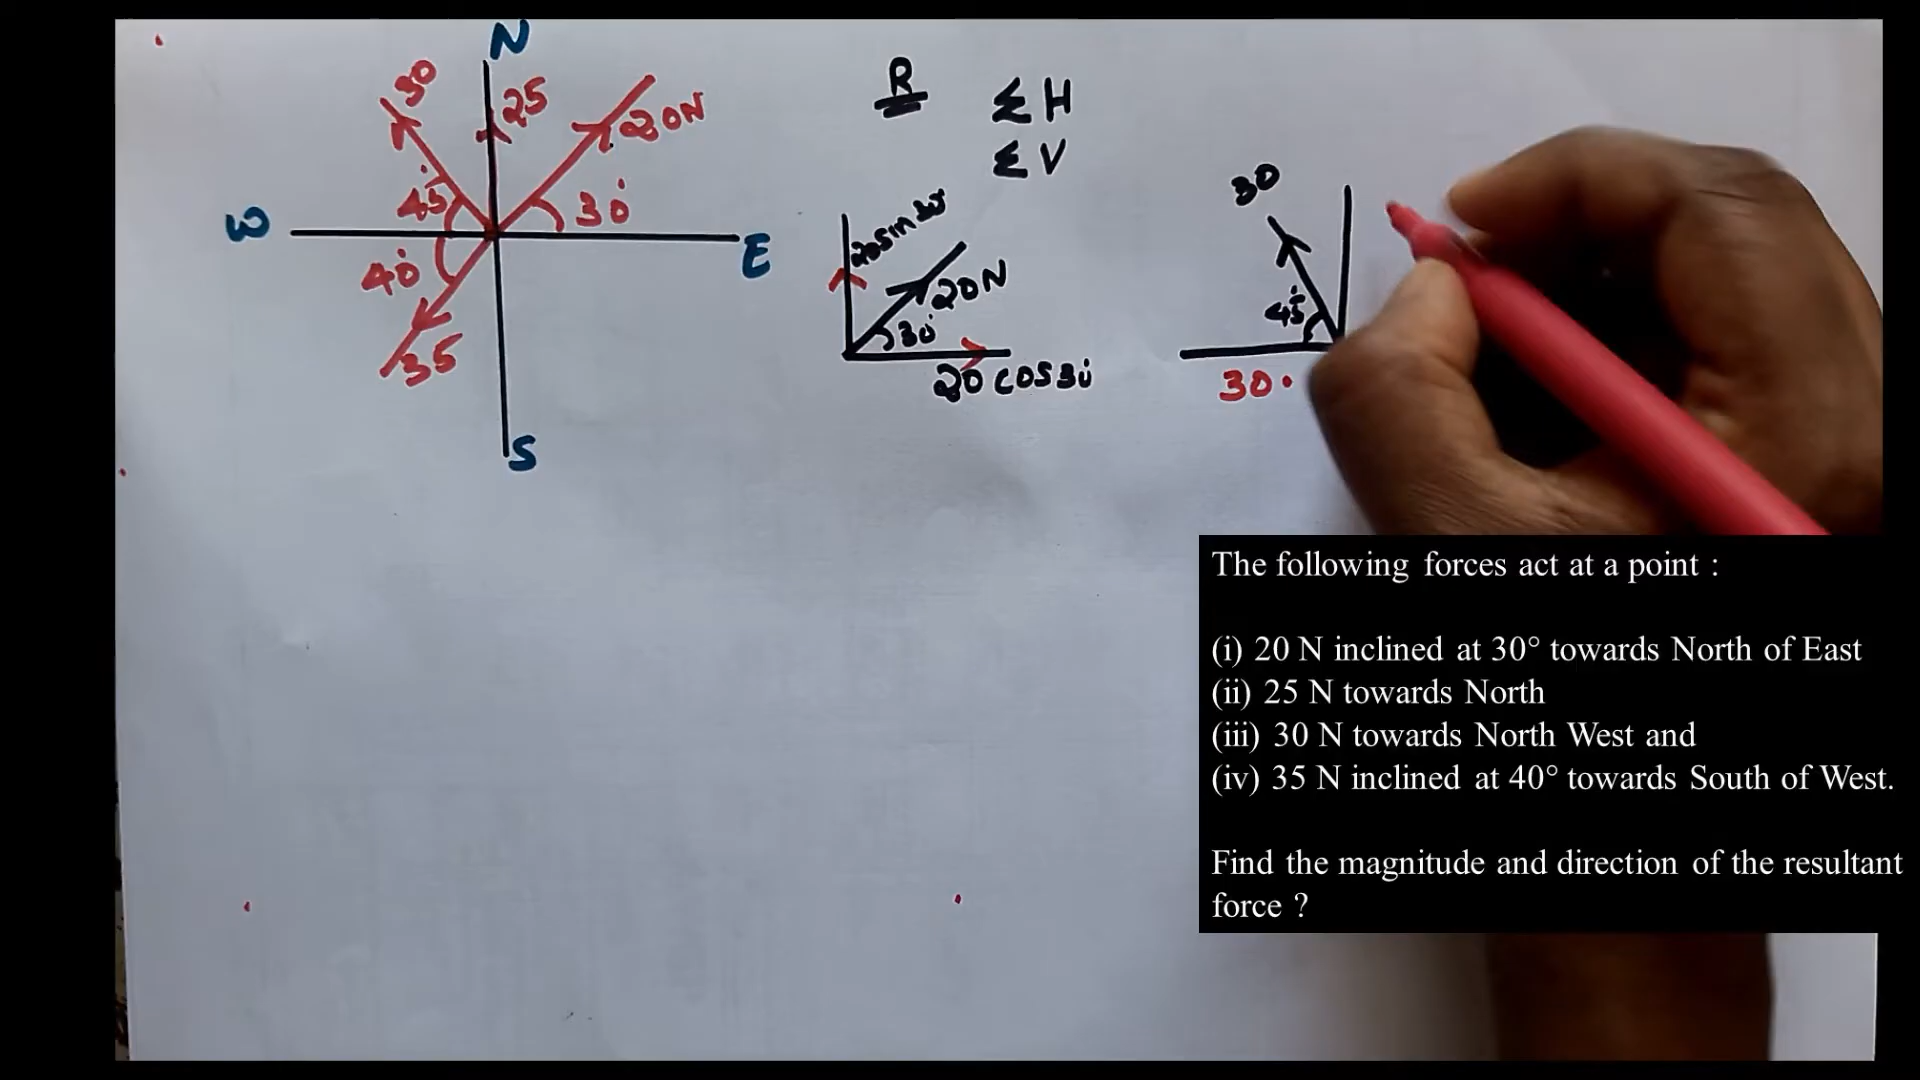 N
30
25
20N
45°
30°
W
E
40°
35
S
R
ΣH
ΣV
20sin30°
20N
30°
20cos30°
30
45°
30
The following forces act at a point :
(i) 20 N inclined at 30° towards North of East
(ii) 25 N towards North
(iii) 30 N towards North West and
(iv) 35 N inclined at 40° towards South of West.
Find the magnitude and direction of the resultant
force ?